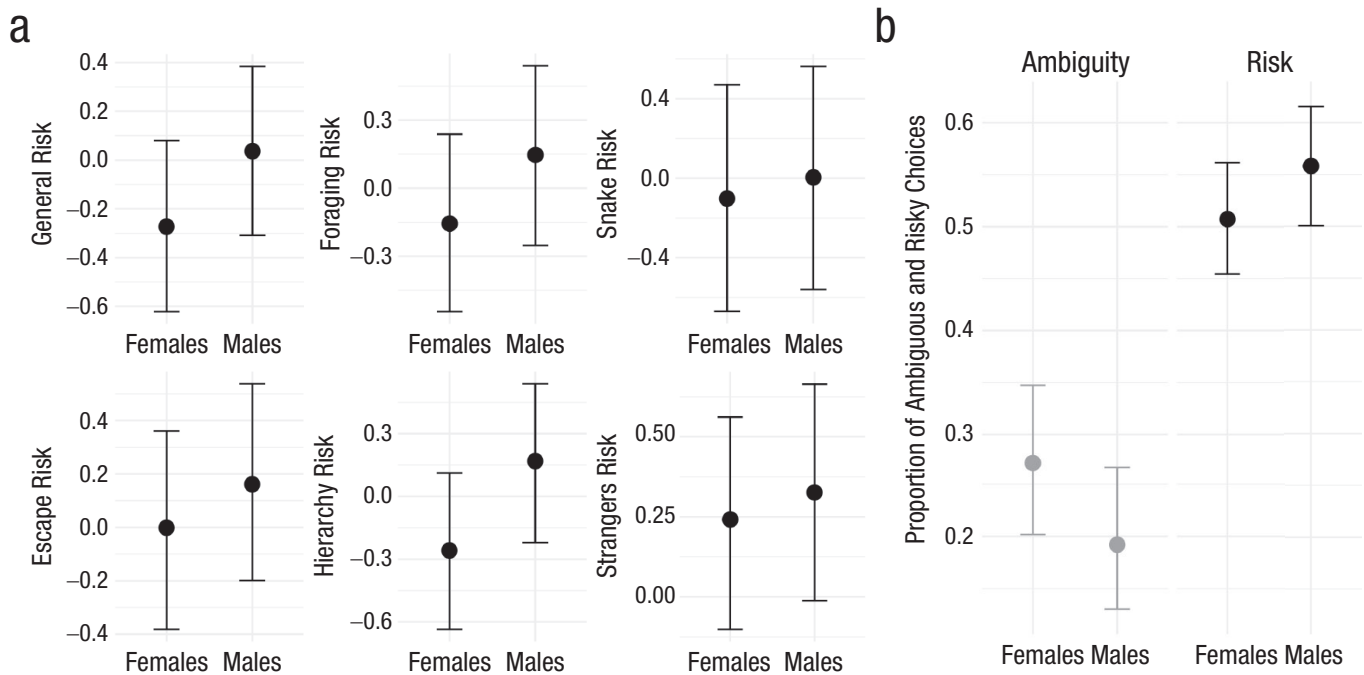 a
General Risk
0.4
0.2
0.0
−0.2
−0.4
−0.6
Females Males
Foraging Risk
0.3
0.0
−0.3
Females Males
Snake Risk
0.4
0.0
−0.4
Females Males
Escape Risk
0.4
0.2
0.0
−0.2
−0.4
Females Males
Hierarchy Risk
0.3
0.0
−0.3
−0.6
Females Males
Strangers Risk
0.50
0.25
0.00
Females Males
b
Ambiguity Risk
Proportion of Ambiguous and Risky Choices
0.6
0.5
0.4
0.3
0.2
Females Males Females Males